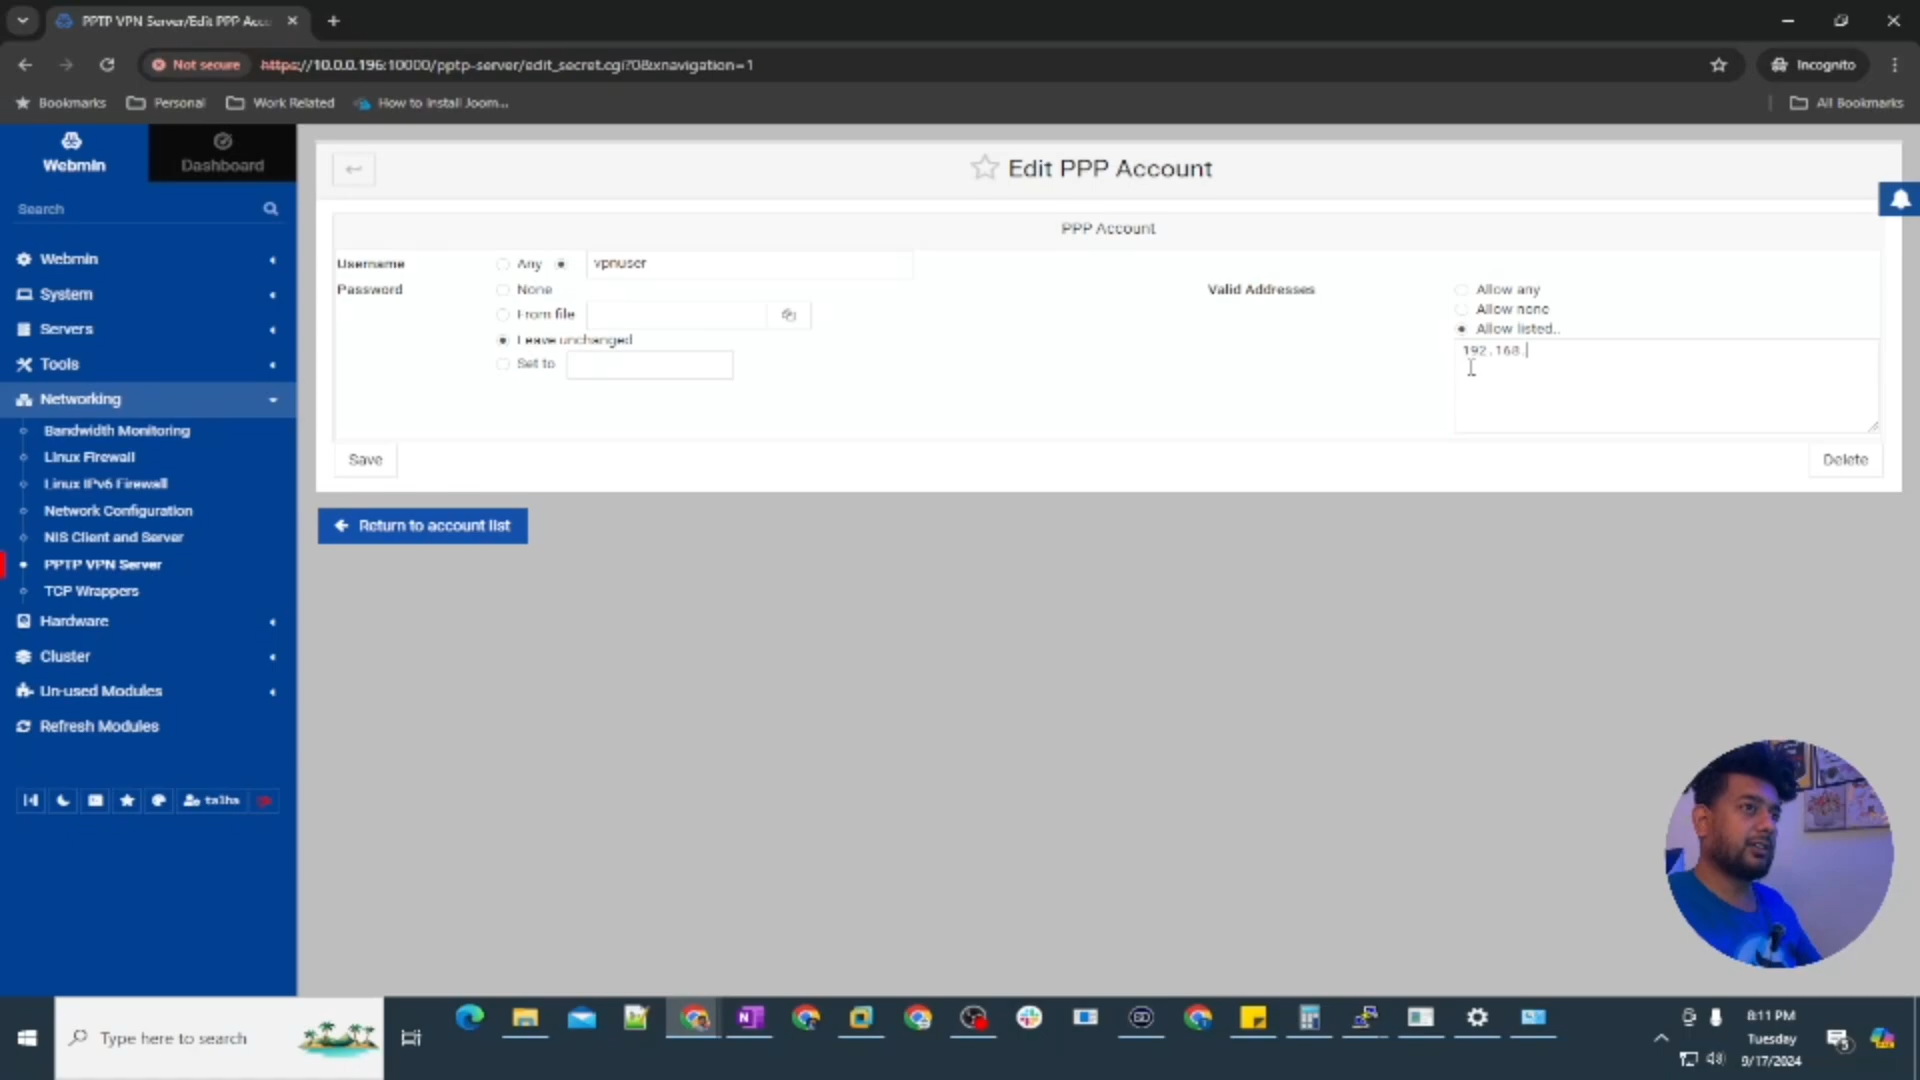 PPTP VPN Server/Edit PPP Acco
Not secure https://10.0.0.196:10000/pptp-server/edit_secret.cgi?0&xnavigation=1
Incognito
Bookmarks Personal Work Related How to Install Joom...
All Bookmarks
Webmin
Dashboard
Search
Webmin
System
Servers
Tools
Networking
Bandwidth Monitoring
Linux Firewall
Linux IPv6 Firewall
Network Configuration
NIS Client and Server
PPTP VPN Server
TCP Wrappers
Hardware
Cluster
Un-used Modules
Refresh Modules
talha
Edit PPP Account
PPP Account
Username Any vpnuser
Password None
From file
Leave unchanged
Set to
Valid Addresses Allow any
Allow none
Allow listed..
192.168.
Save
Delete
Return to account list
Type here to search
8:11 PM
Tuesday
9/17/2024
5